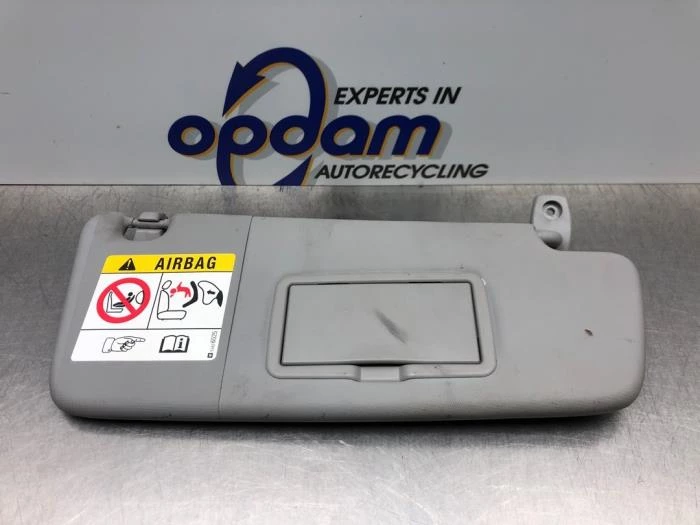 EXPERTS IN
opdam
AUTORECYCLING
AIRBAG